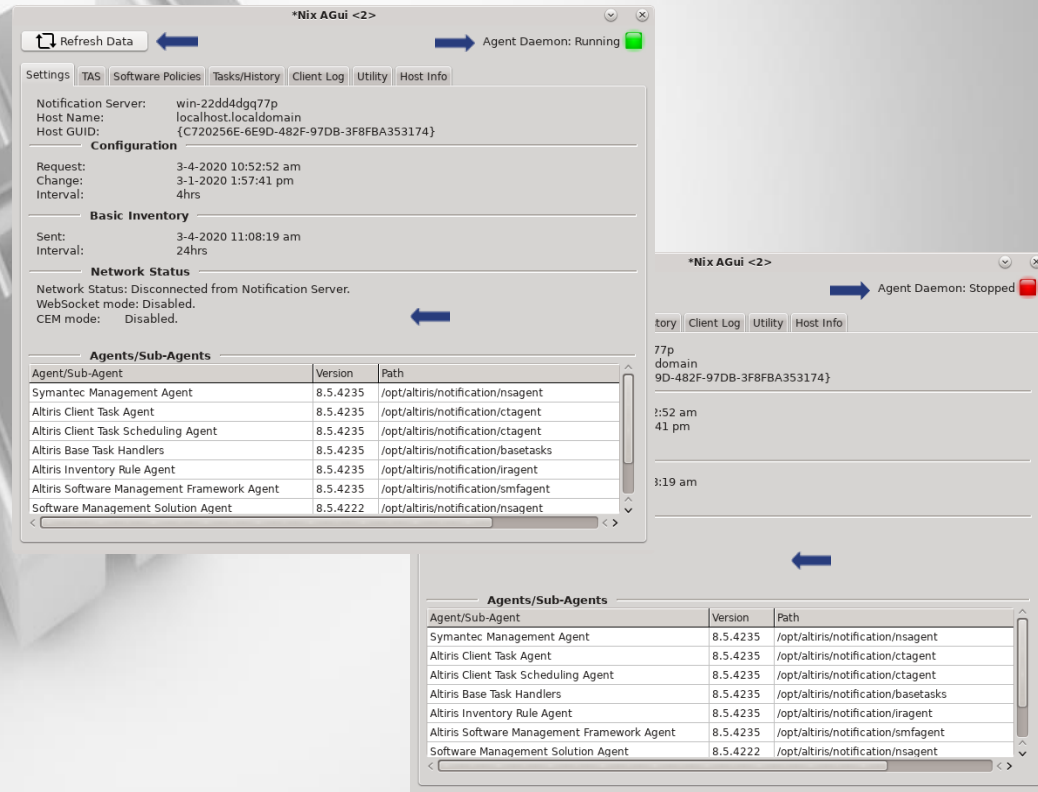 *Nix AGui <2>
Refresh Data
Agent Daemon: Running
Settings TAS Software Policies Tasks/History Client Log Utility Host Info
Notification Server: win-22dd4dgq77p
Host Name: localhost.localdomain
Host GUID: {C720256E-6E9D-482F-97DB-3F8FBA353174}
Configuration
Request: 3-4-2020 10:52:52 am
Change: 3-1-2020 1:57:41 pm
Interval: 4hrs
Basic Inventory
Sent: 3-4-2020 11:08:19 am
Interval: 24hrs
Network Status
Network Status: Disconnected from Notification Server.
WebSocket mode: Disabled.
CEM mode: Disabled.
Agents/Sub-Agents
Agent/Sub-Agent Version Path
Symantec Management Agent 8.5.4235 /opt/altiris/notification/nsagent
Altiris Client Task Agent 8.5.4235 /opt/altiris/notification/ctagent
Altiris Client Task Scheduling Agent 8.5.4235 /opt/altiris/notification/ctagent
Altiris Base Task Handlers 8.5.4235 /opt/altiris/notification/basetasks
Altiris Inventory Rule Agent 8.5.4235 /opt/altiris/notification/iragent
Altiris Software Management Framework Agent 8.5.4235 /opt/altiris/notification/smfagent
Software Management Solution Agent 8.5.4222 /opt/altiris/notification/nsagent
*Nix AGui <2>
Agent Daemon: Stopped
tory Client Log Utility Host Info
77p
domain
9D-482F-97DB-3F8FBA353174}
2:52 am
41 pm
8:19 am
Agents/Sub-Agents
Agent/Sub-Agent Version Path
Symantec Management Agent 8.5.4235 /opt/altiris/notification/nsagent
Altiris Client Task Agent 8.5.4235 /opt/altiris/notification/ctagent
Altiris Client Task Scheduling Agent 8.5.4235 /opt/altiris/notification/ctagent
Altiris Base Task Handlers 8.5.4235 /opt/altiris/notification/basetasks
Altiris Inventory Rule Agent 8.5.4235 /opt/altiris/notification/iragent
Altiris Software Management Framework Agent 8.5.4235 /opt/altiris/notification/smfagent
Software Management Solution Agent 8.5.4222 /opt/altiris/notification/nsagent